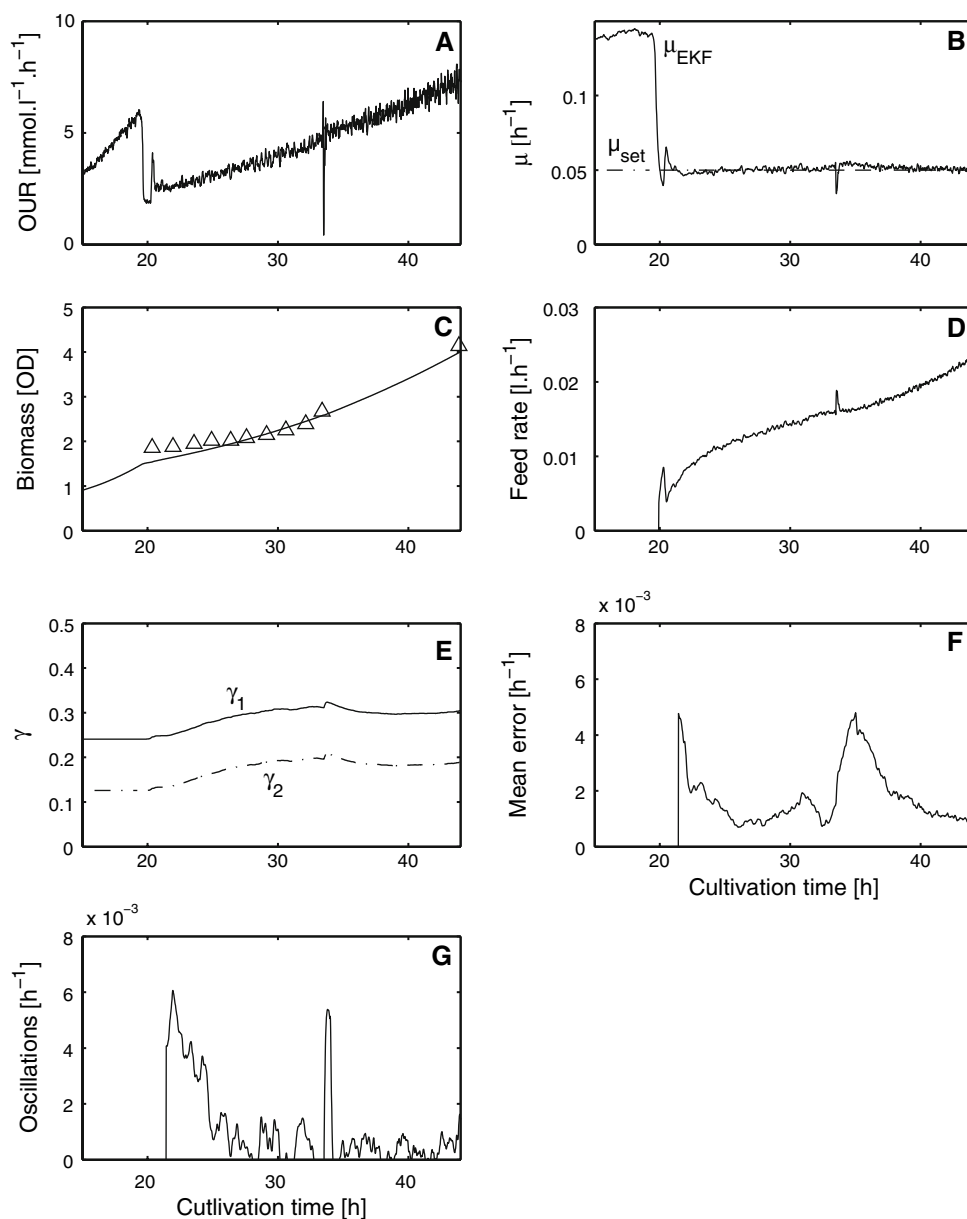 A
OUR [mmol.l⁻¹.h⁻¹]
10
5
0
20 30 40
B
μ [h⁻¹]
0.1
0.05
0
μEKF
μset
20 30 40
C
Biomass [OD]
5
4
3
2
1
0
20 30 40
D
Feed rate [l.h⁻¹]
0.03
0.02
0.01
0
20 30 40
E
γ
0.5
0.4
0.3
0.2
0.1
0
γ₁
γ₂
20 30 40
x 10⁻³
F
Mean error [h⁻¹]
8
6
4
2
0
20 30 40
Cultivation time [h]
x 10⁻³
G
Oscillations [h⁻¹]
8
6
4
2
0
20 30 40
Cutlivation time [h]